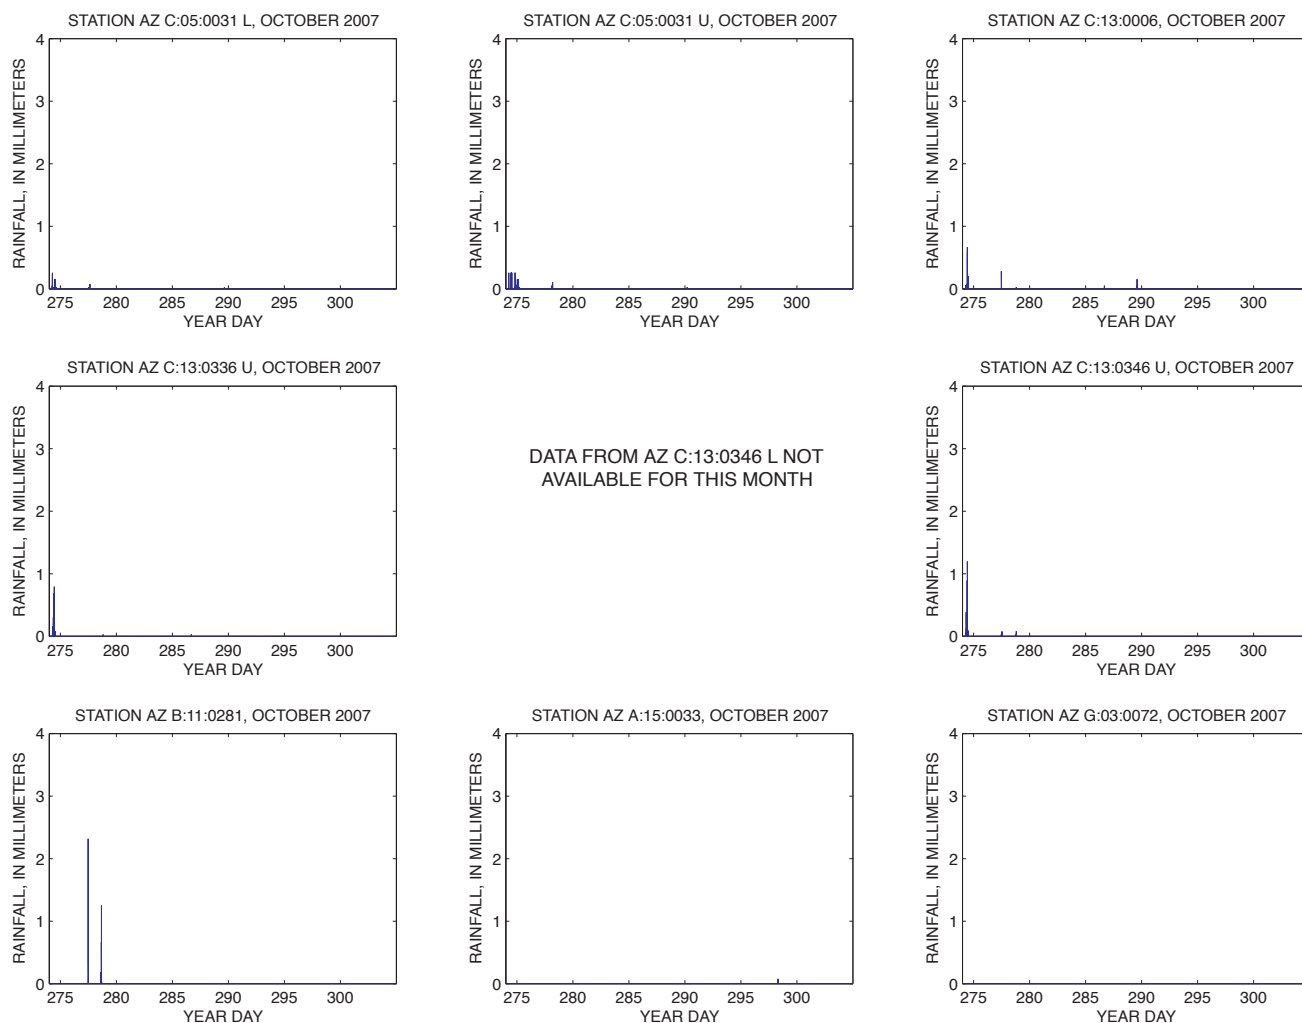 STATION AZ C:05:0031 L, OCTOBER 2007
RAINFALL, IN MILLIMETERS
4
3
2
1
0
275 280 285 290 295 300
YEAR DAY
STATION AZ C:05:0031 U, OCTOBER 2007
RAINFALL, IN MILLIMETERS
4
3
2
1
0
275 280 285 290 295 300
YEAR DAY
STATION AZ C:13:0006, OCTOBER 2007
RAINFALL, IN MILLIMETERS
4
3
2
1
0
275 280 285 290 295 300
YEAR DAY
STATION AZ C:13:0336 U, OCTOBER 2007
RAINFALL, IN MILLIMETERS
4
3
2
1
0
275 280 285 290 295 300
YEAR DAY
DATA FROM AZ C:13:0346 L NOT
AVAILABLE FOR THIS MONTH
STATION AZ C:13:0346 U, OCTOBER 2007
RAINFALL, IN MILLIMETERS
4
3
2
1
0
275 280 285 290 295 300
YEAR DAY
STATION AZ B:11:0281, OCTOBER 2007
RAINFALL, IN MILLIMETERS
4
3
2
1
0
275 280 285 290 295 300
YEAR DAY
STATION AZ A:15:0033, OCTOBER 2007
RAINFALL, IN MILLIMETERS
4
3
2
1
0
275 280 285 290 295 300
YEAR DAY
STATION AZ G:03:0072, OCTOBER 2007
RAINFALL, IN MILLIMETERS
4
3
2
1
0
275 280 285 290 295 300
YEAR DAY